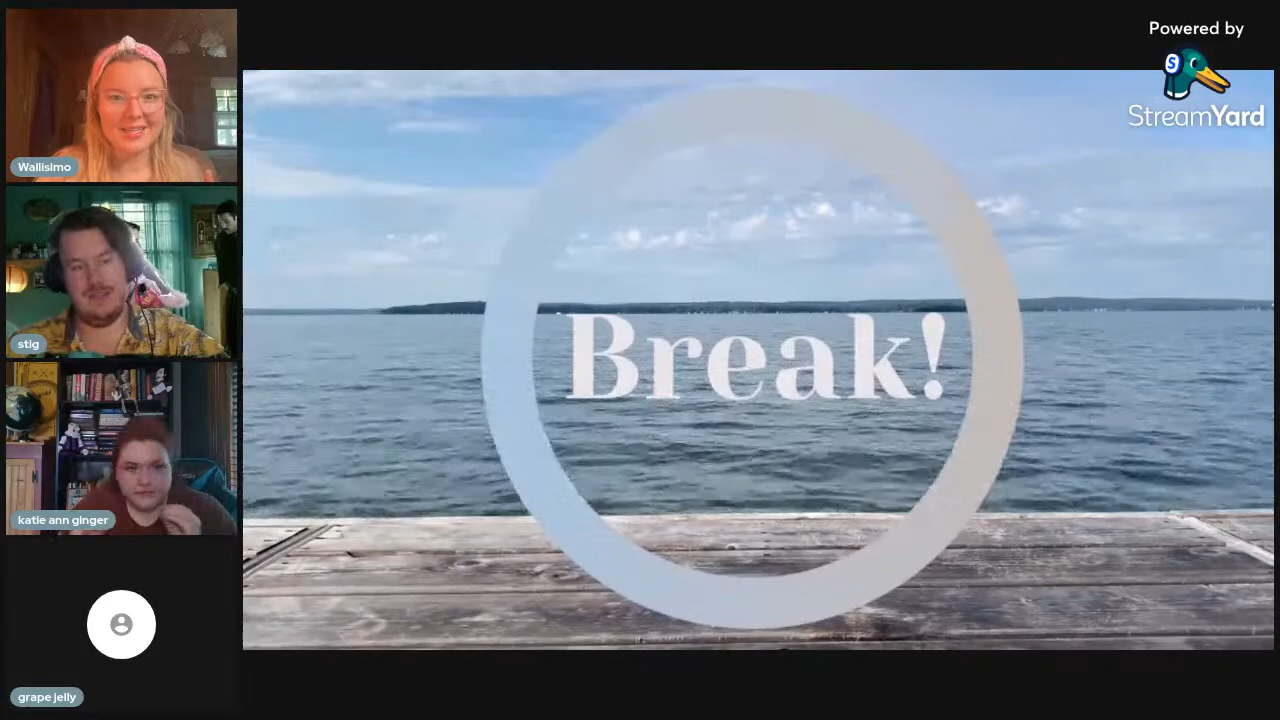 Powered by
S
StreamYard
Wallisimo
stig
katie ann ginger
grape jelly
Break!